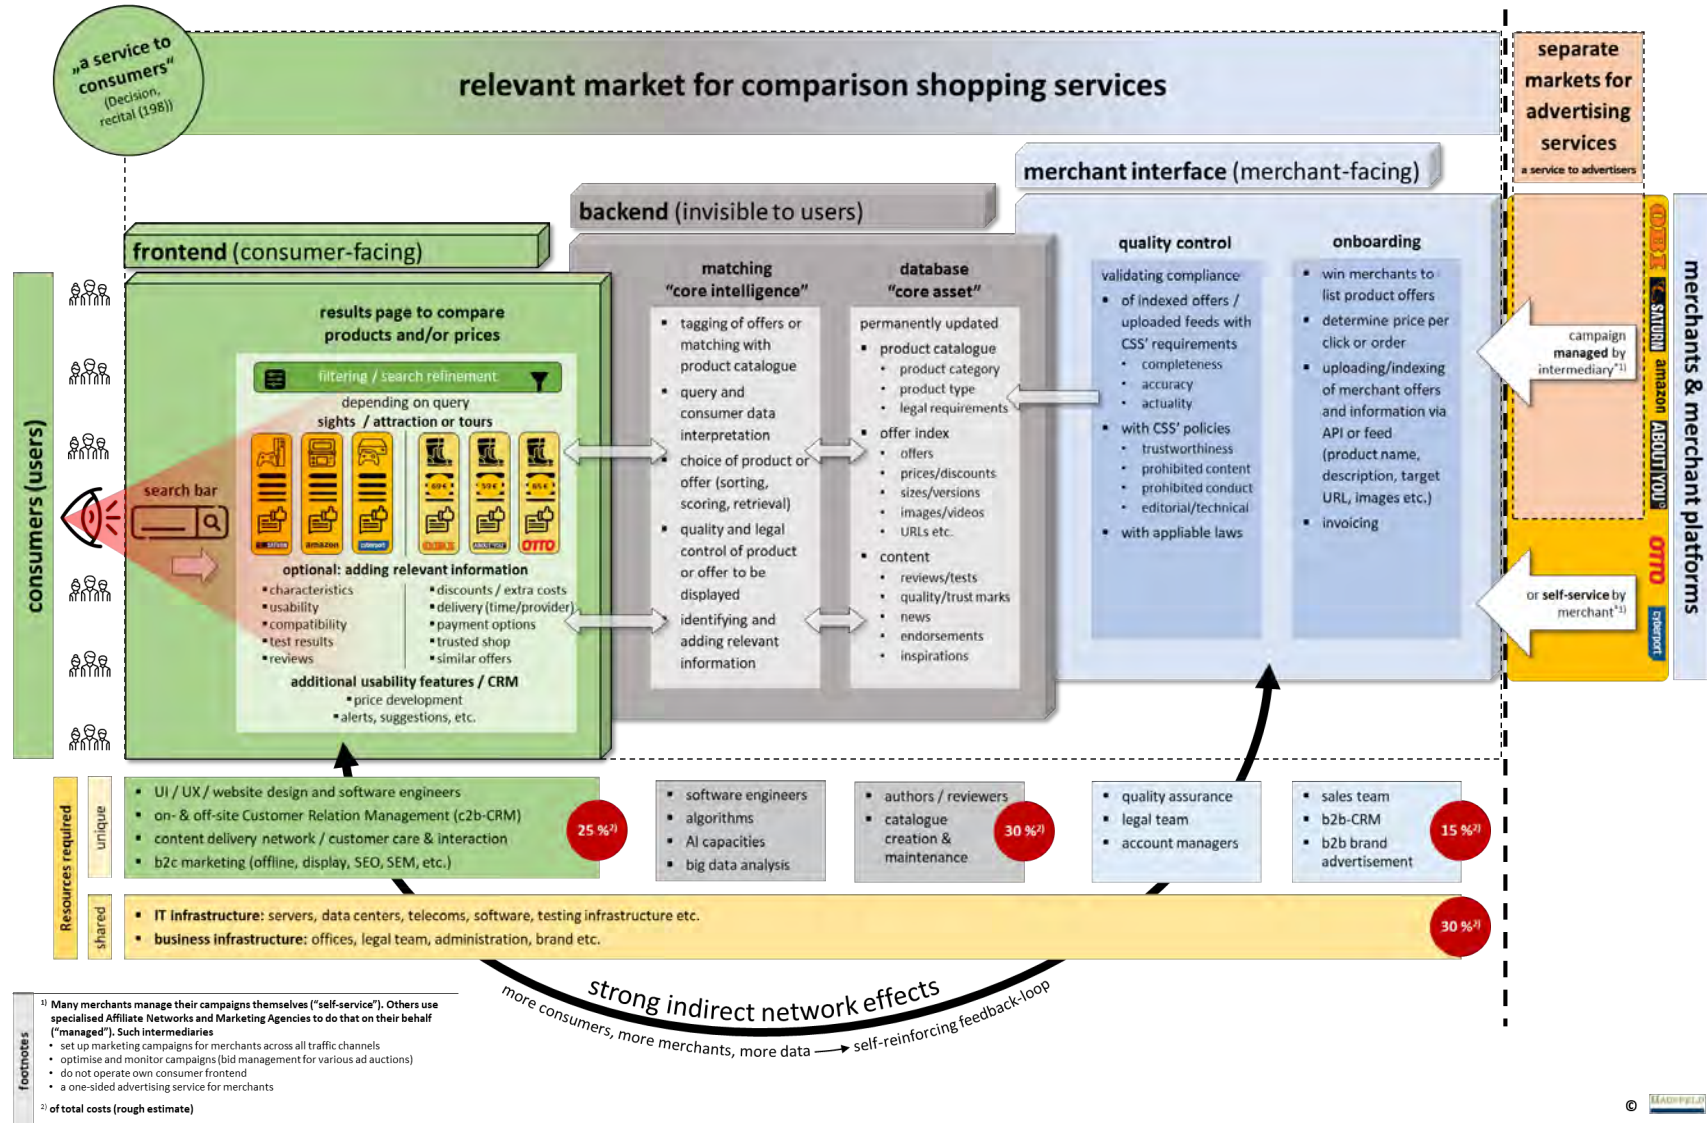 „a service to
consumers“
(Decision,
recital (198))
relevant market for comparison shopping services
separate
markets for
advertising
services
a service to advertisers
merchant interface (merchant-facing)
backend (invisible to users)
frontend (consumer-facing)
consumers (users)
results page to compare
products and/or prices
filtering / search refinement
depending on query
sights / attraction or tours
search bar
69 €
59 €
65 €
SATURN
amazon
cyberport
OBI
ABOUT YOU
OTTO
optional: adding relevant information
▪ characteristics
▪ usability
▪ compatibility
▪ test results
▪ reviews
▪ discounts / extra costs
▪ delivery (time/provider)
▪ payment options
▪ trusted shop
▪ similar offers
additional usability features / CRM
▪ price development
▪ alerts, suggestions, etc.
matching
“core intelligence”
▪ tagging of offers or
matching with
product catalogue
▪ query and
consumer data
interpretation
▪ choice of product or
offer (sorting,
scoring, retrieval)
▪ quality and legal
control of product
or offer to be
displayed
▪ identifying and
adding relevant
information
database
“core asset”
permanently updated
▪ product catalogue
• product category
• product type
• legal requirements
▪ offer index
• offers
• prices/discounts
• sizes/versions
• images/videos
• URLs etc.
▪ content
• reviews/tests
• quality/trust marks
• news
• endorsements
• inspirations
quality control
validating compliance
▪ of indexed offers /
uploaded feeds with
CSS’ requirements
• completeness
• accuracy
• actuality
▪ with CSS’ policies
• trustworthiness
• prohibited content
• prohibited conduct
• editorial/technical
▪ with appliable laws
onboarding
▪ win merchants to
list product offers
▪ determine price per
click or order
▪ uploading/indexing
of merchant offers
and information via
API or feed
(product name,
description, target
URL, images etc.)
▪ invoicing
campaign
managed by
intermediary*1)
or self-service by
merchant*1)
OBI
SATURN
amazon
ABOUT YOU
OTTO
cyberport
merchants & merchant platforms
Resources required
unique
▪ UI / UX / website design and software engineers
▪ on- & off-site Customer Relation Management (c2b-CRM)
▪ content delivery network / customer care & interaction
▪ b2c marketing (offline, display, SEO, SEM, etc.)
25 %2)
▪ software engineers
▪ algorithms
▪ AI capacities
▪ big data analysis
▪ authors / reviewers
▪ catalogue
creation &
maintenance
30 %2)
▪ quality assurance
▪ legal team
▪ account managers
▪ sales team
▪ b2b-CRM
▪ b2b brand
advertisement
15 %2)
shared
▪ IT infrastructure: servers, data centers, telecoms, software, testing infrastructure etc.
▪ business infrastructure: offices, legal team, administration, brand etc.
30 %2)
strong indirect network effects
more consumers, more merchants, more data → self-reinforcing feedback-loop
footnotes
1) Many merchants manage their campaigns themselves (“self-service”). Others use
specialised Affiliate Networks and Marketing Agencies to do that on their behalf
(“managed”). Such intermediaries
• set up marketing campaigns for merchants across all traffic channels
• optimise and monitor campaigns (bid management for various ad auctions)
• do not operate own consumer frontend
• a one-sided advertising service for merchants
2) of total costs (rough estimate)
©